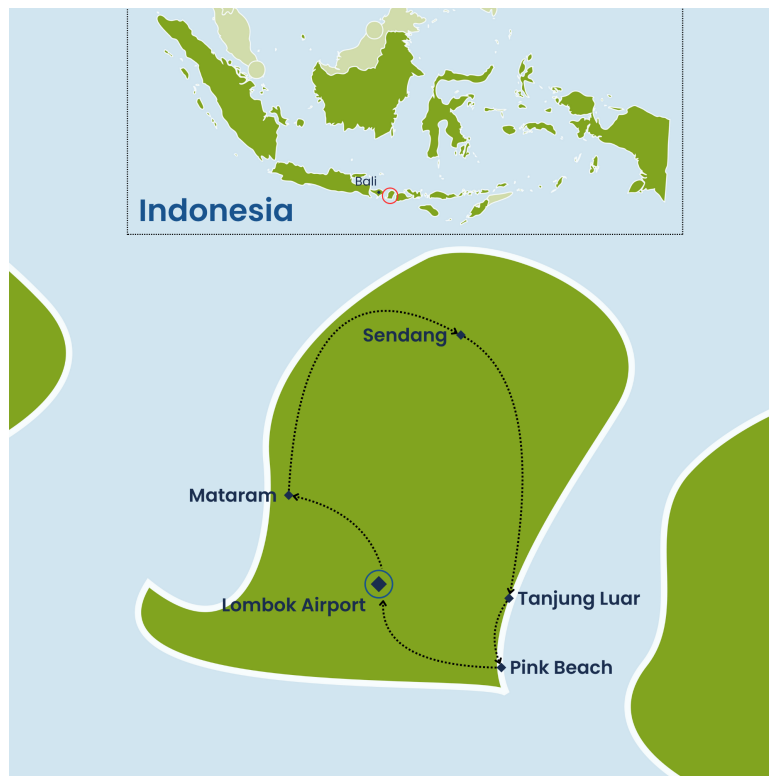 Bali
Indonesia
Sendang
Mataram
Lombok Airport
Tanjung Luar
Pink Beach